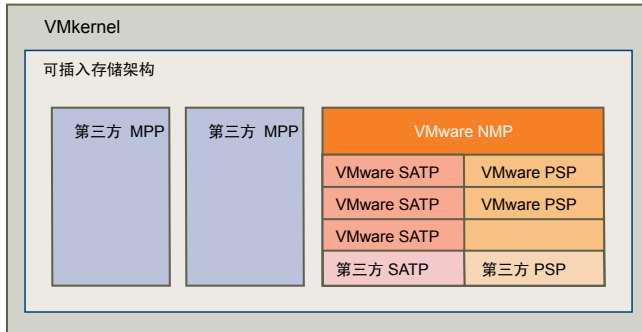 VMkernel
可插入存储架构
第三方 MPP
第三方 MPP
VMware NMP
VMware SATP
VMware PSP
VMware SATP
VMware PSP
VMware SATP
第三方 SATP
第三方 PSP